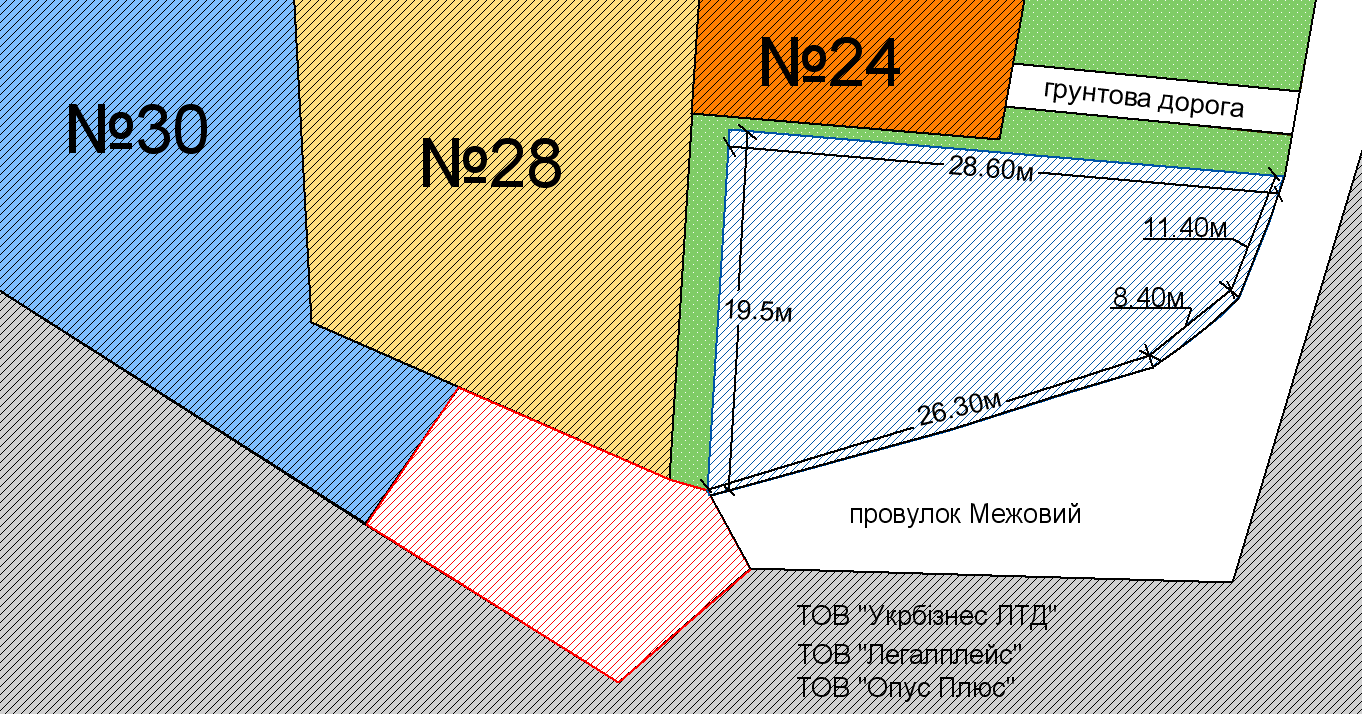 №24
грунтова дорога
№30
№28
28.60м
11.40м
8.40м
19.5м
26.30м
провулок Межовий
ТОВ "Укрбізнес ЛТД"
ТОВ "Легалплейс"
ТОВ "Опус Плюс"